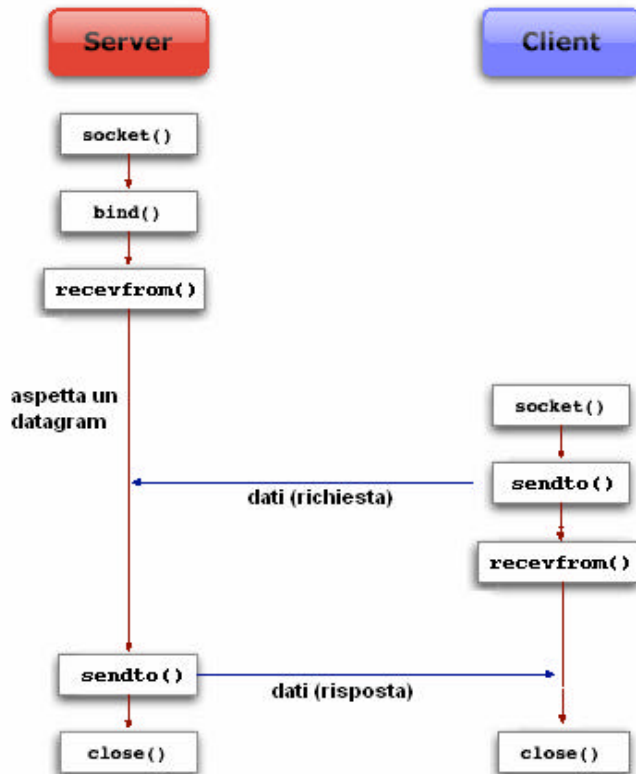 Server
Client
socket()
bind()
recevfrom()
aspetta un
datagram
socket()
sendto()
dati (richiesta)
recevfrom()
sendto()
dati (risposta)
close()
close()